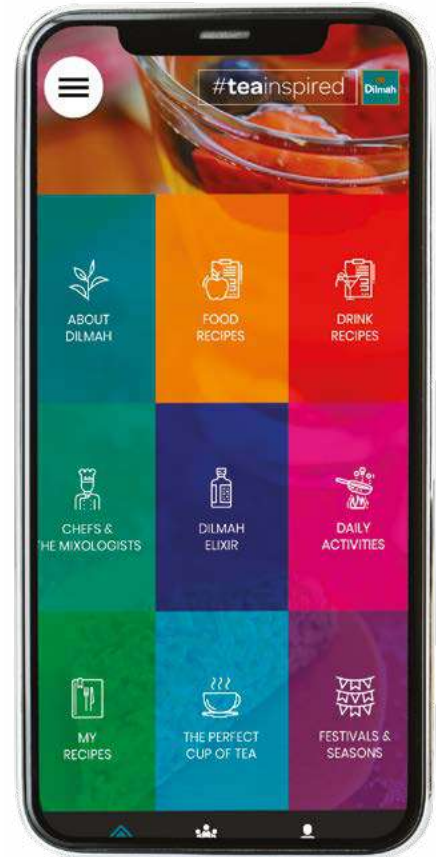 #teainspired
Dilmah
ABOUT
DILMAH
FOOD
RECIPES
DRINK
RECIPES
CHEFS &
HE MIXOLOGISTS
DILMAH
ELIXIR
DAILY
ACTIVITIES
MY
RECIPES
THE PERFECT
CUP OF TEA
FESTIVALS &
SEASONS